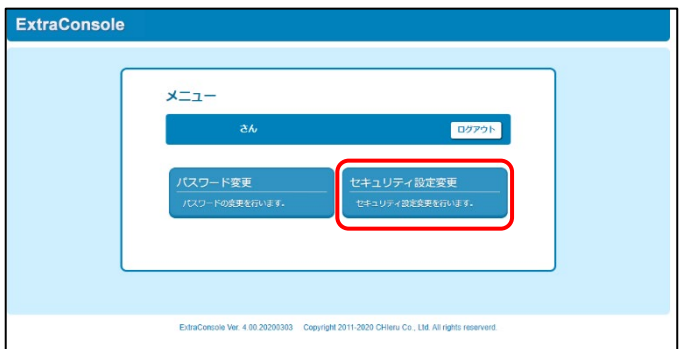 ExtraConsole
メニュー
さん
ログアウト
パスワード変更
パスワードの変更を行います。
セキュリティ設定変更
セキュリティ設定変更を行います。
ExtraConsole Ver. 4.00.20200303 Copyright 2011-2020 CHIeru Co., Ltd. All rights reserverd.